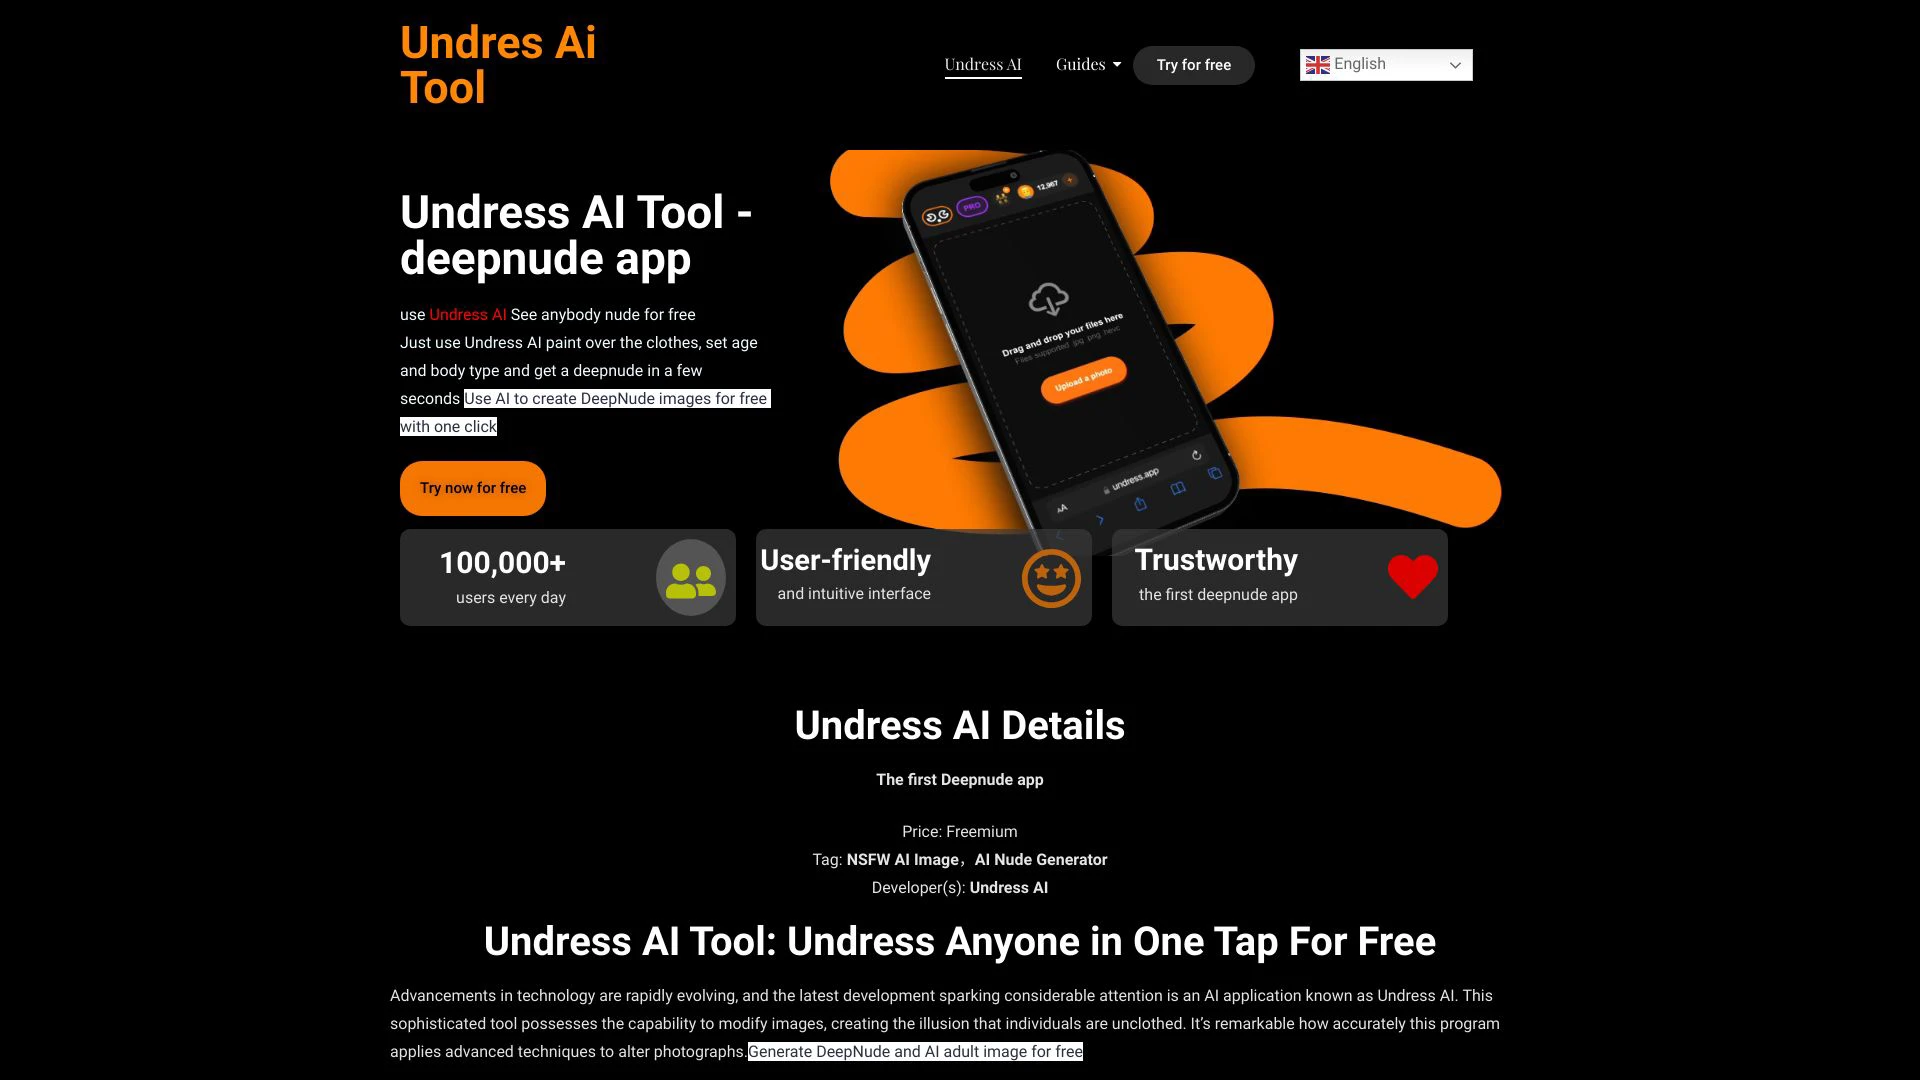 Undres Ai
Tool
Undress AI
Guides
Try for free
English
Undress AI Tool -
deepnude app
use Undress AI See anybody nude for free
Just use Undress AI paint over the clothes, set age
and body type and get a deepnude in a few
seconds Use AI to create DeepNude images for free
with one click
Try now for free
PRO
12,967
Drag and drop your files here
Files supported .jpg .png .hevc
Upload a photo
AA
undress.app
100,000+
users every day
User-friendly
and intuitive interface
Trustworthy
the first deepnude app
Undress AI Details
The first Deepnude app
Price: Freemium
Tag: NSFW AI Image，AI Nude Generator
Developer(s): Undress AI
Undress AI Tool: Undress Anyone in One Tap For Free
Advancements in technology are rapidly evolving, and the latest development sparking considerable attention is an AI application known as Undress AI. This
sophisticated tool possesses the capability to modify images, creating the illusion that individuals are unclothed. It’s remarkable how accurately this program
applies advanced techniques to alter photographs.Generate DeepNude and AI adult image for free